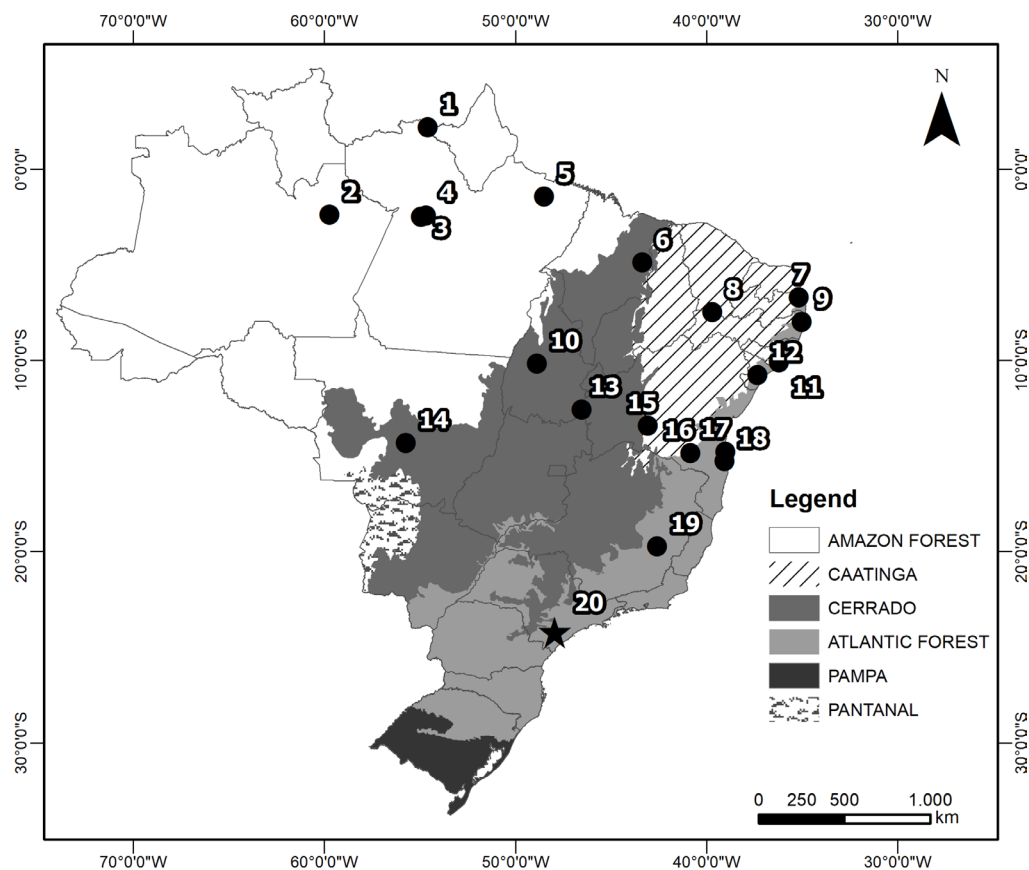 70°0'0"W 60°0'0"W 50°0'0"W 40°0'0"W 30°0'0"W
N
0°0'0" 0°0'0"
10°0'0"S 10°0'0"S
20°0'0"S 20°0'0"S
30°0'0"S 30°0'0"S
1
2
4
5
3
6
7
8
9
10
12
11
13
15
14
16
17
18
19
20
Legend
AMAZON FOREST
CAATINGA
CERRADO
ATLANTIC FOREST
PAMPA
PANTANAL
0 250 500 1.000
km
70°0'0"W 60°0'0"W 50°0'0"W 40°0'0"W 30°0'0"W